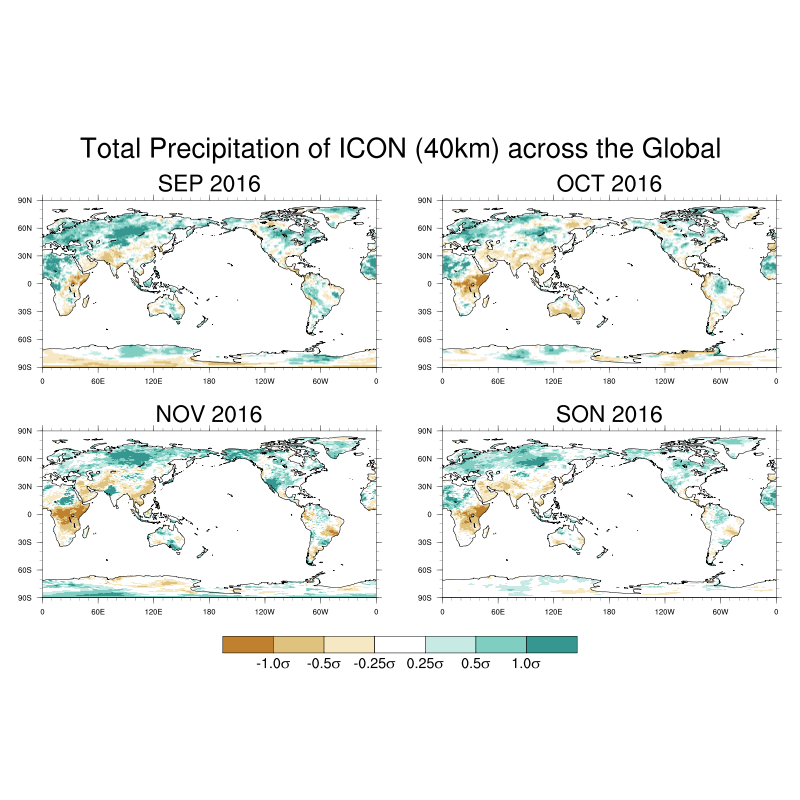 Total Precipitation of ICON (40km) across the Global
SEP 2016
90N
60N
30N
0
30S
60S
90S
0 60E 120E 180 120W 60W 0
OCT 2016
90N
60N
30N
0
30S
60S
90S
0 60E 120E 180 120W 60W 0
NOV 2016
90N
60N
30N
0
30S
60S
90S
0 60E 120E 180 120W 60W 0
SON 2016
90N
60N
30N
0
30S
60S
90S
0 60E 120E 180 120W 60W 0
-1.0σ -0.5σ -0.25σ 0.25σ 0.5σ 1.0σ